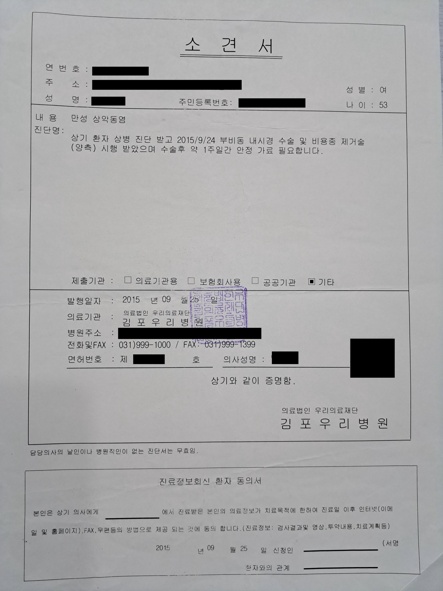 소 견 서
연 번 호 :
주 소 :
성 별 : 여
성 명 :
주민등록번호 :
나 이 : 53
내 용 만성 상악동염
진단명 :
상기 환자 상병 진단 받고 2015/9/24 부비동 내시경 수술 및 비용종 제거술
(양측) 시행 받았으며 수술후 약 1주일간 안정 가료 필요합니다.
제출기관 : □ 의료기관용 □ 보험회사용 □ 공공기관 ▣ 기타
발행일자 : 2015 년 09 월 25 일
의료기관 : 의료법인 우리의료재단
김 포 우 리 병 원
병원주소 :
전화및FAX : 031)999-1000 / FAX : 031)999-1399
면허번호 : 제 호 의사성명 :
상기와 같이 증명함.
의료법인 우리의료재단
김 포 우 리 병 원
담당의사의 날인이나 병원직인이 없는 진단서는 무효임.
진료정보회신 환자 동의서
본인은 상기 의사에게 에서 진료받은 본인의 의료정보가 치료목적에 한하여 진료일 이후 인터넷(이메
일 및 홈페이지),FAX,우편등의 방법으로 제공 되는 것에 동의 합니다.(진료정보:검사결과및 영상,투약내용,치료계획등)
2015 년 09 월 25 일 신청인 (서명
환자와의 관계